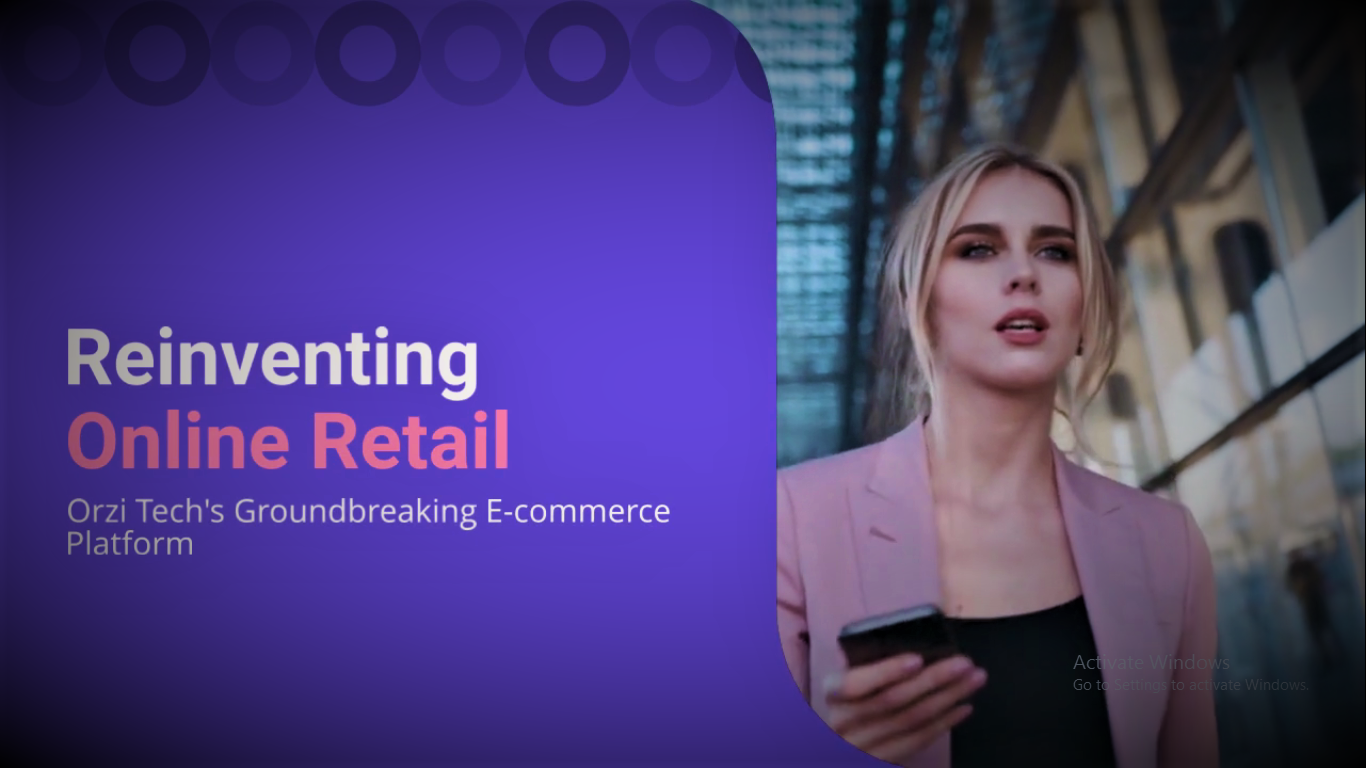 Reinventing
Online Retail
Orzi Tech's Groundbreaking E-commerce
Platform
Activate Windows
Go to Settings to activate Windows.